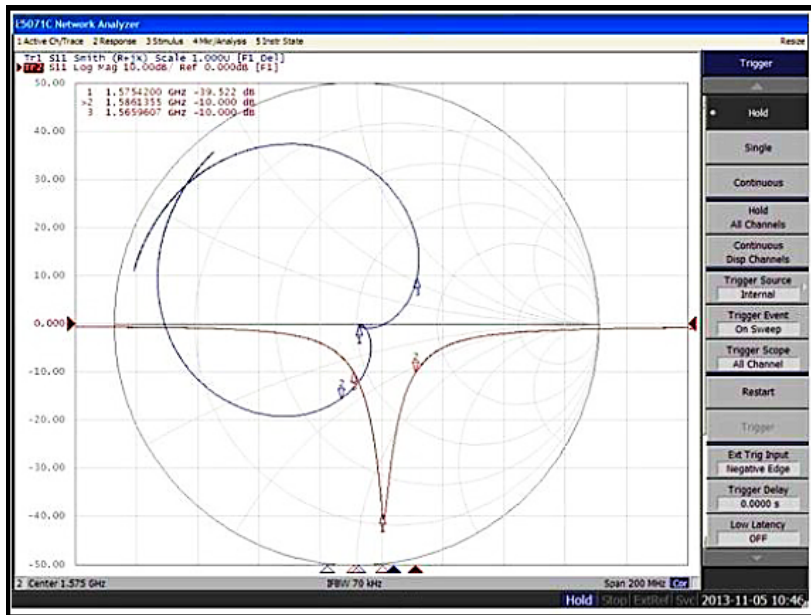 E5071C Network Analyzer
1 Active Ch/Trace 2 Response 3 Stimulus 4 Mkr/Analysis 5 Instr State
Resize
Tr1 S11 Smith (R+jX) Scale 1.000U [F1 Del]
Tr2 S11 Log Mag 10.00dB/ Ref 0.000dB [F1]
50.00
1 1.5754200 GHz -39.522 dB
>2 1.5861355 GHz -10.000 dB
3 1.5659607 GHz -10.000 dB
40.00
30.00
20.00
10.00
0.000
-10.00
-20.00
-30.00
-40.00
-50.00
1
2
2
1
Trigger
Hold
Single
Continuous
Hold
All Channels
Continuous
Disp Channels
Trigger Source
Internal
Trigger Event
On Sweep
Trigger Scope
All Channel
Restart
Trigger
Ext Trig Input
Negative Edge
Trigger Delay
0.0000 s
Low Latency
OFF
2 Center 1.575 GHz
IFBW 70 kHz
Span 200 MHz Cor
Hold Stop ExtRef Svc 2013-11-05 10:46